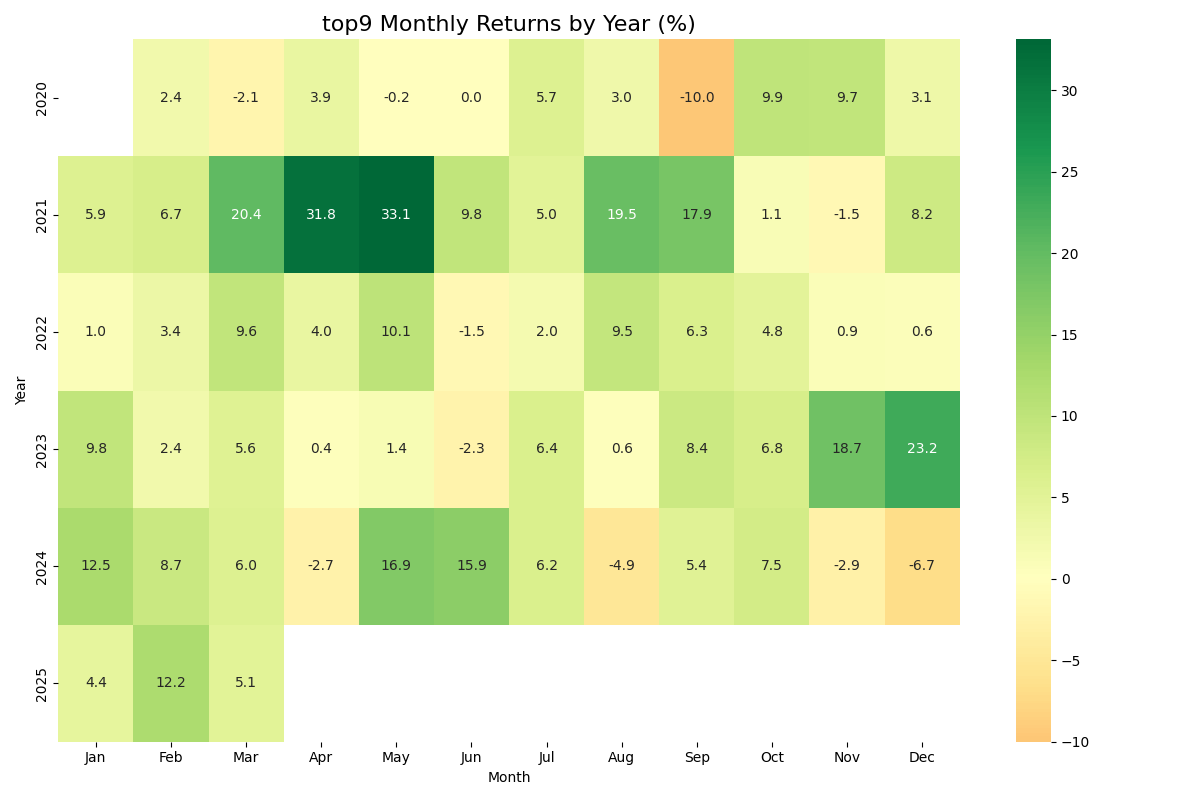 top9 Monthly Returns by Year (%)
2020 2.4 -2.1 3.9 -0.2 0.0 5.7 3.0 -10.0 9.9 9.7 3.1
2021 5.9 6.7 20.4 31.8 33.1 9.8 5.0 19.5 17.9 1.1 -1.5 8.2
2022 1.0 3.4 9.6 4.0 10.1 -1.5 2.0 9.5 6.3 4.8 0.9 0.6
2023 9.8 2.4 5.6 0.4 1.4 -2.3 6.4 0.6 8.4 6.8 18.7 23.2
2024 12.5 8.7 6.0 -2.7 16.9 15.9 6.2 -4.9 5.4 7.5 -2.9 -6.7
2025 4.4 12.2 5.1
Year
Jan Feb Mar Apr May Jun Jul Aug Sep Oct Nov Dec
Month
30
25
20
15
10
5
0
−5
−10